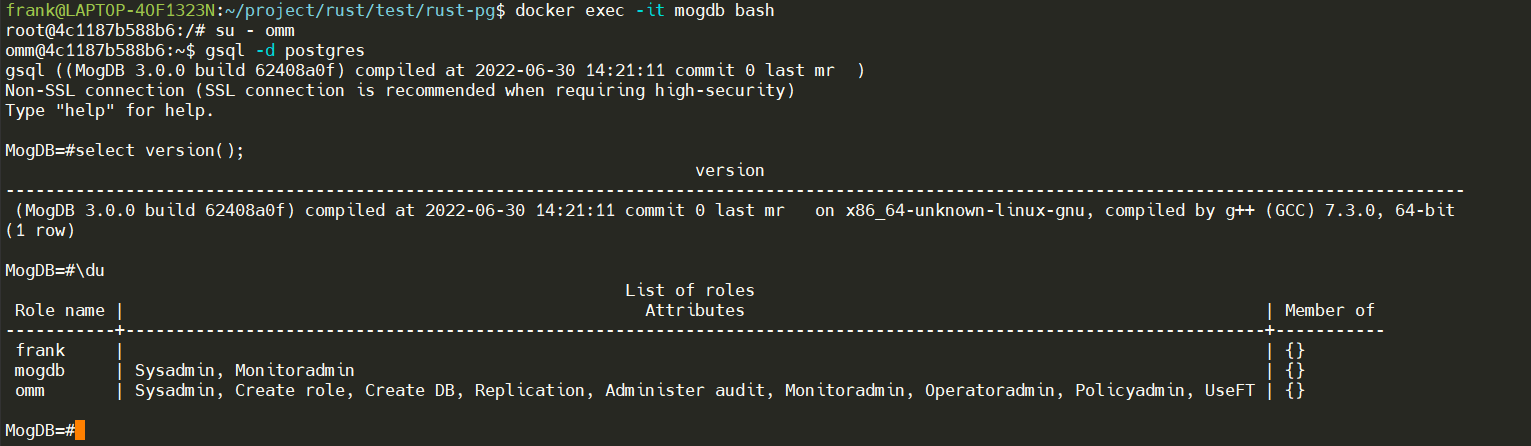 frank@LAPTOP-4OF1323N:~/project/rust/test/rust-pg$ docker exec -it mogdb bash
root@4c1187b588b6:/# su - omm
omm@4c1187b588b6:~$ gsql -d postgres
gsql ((MogDB 3.0.0 build 62408a0f) compiled at 2022-06-30 14:21:11 commit 0 last mr  )
Non-SSL connection (SSL connection is recommended when requiring high-security)
Type "help" for help.

MogDB=#select version();
                                                                     version
--------------------------------------------------------------------------------------------------------------------------------------------------
 (MogDB 3.0.0 build 62408a0f) compiled at 2022-06-30 14:21:11 commit 0 last mr   on x86_64-unknown-linux-gnu, compiled by g++ (GCC) 7.3.0, 64-bit
(1 row)

MogDB=#\du
                                                              List of roles
 Role name |                                                    Attributes                                                    | Member of
-----------+------------------------------------------------------------------------------------------------------------------+-----------
 frank     |                                                                                                                  | {}
 mogdb     | Sysadmin, Monitoradmin                                                                                           | {}
 omm       | Sysadmin, Create role, Create DB, Replication, Administer audit, Monitoradmin, Operatoradmin, Policyadmin, UseFT | {}

MogDB=#